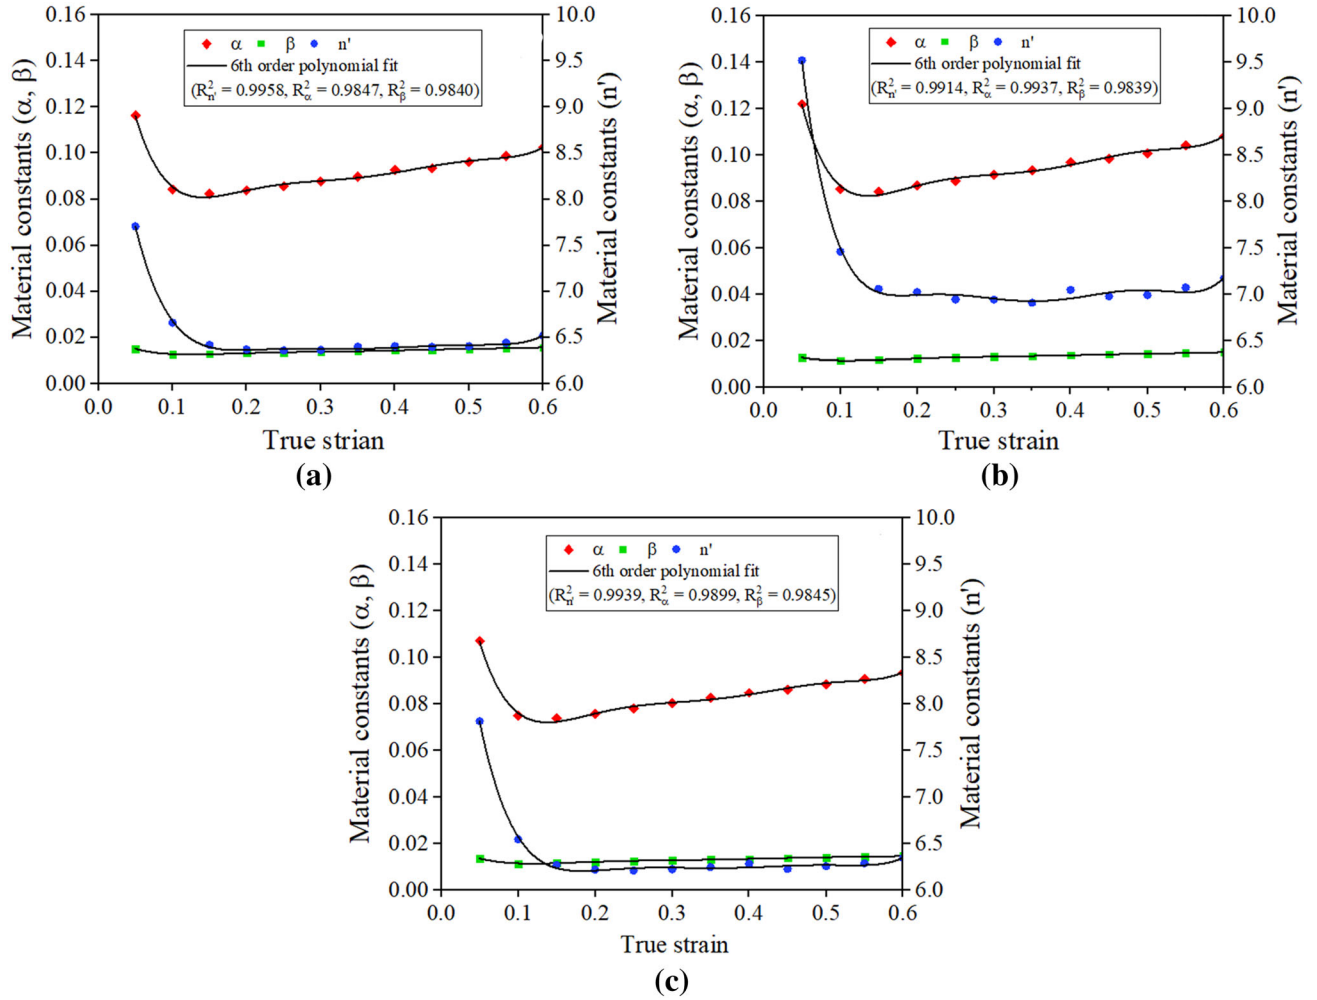 Material constants (α, β)
0.16
0.14
0.12
0.10
0.08
0.06
0.04
0.02
0.00
α β n'
6th order polynomial fit
(R²n' = 0.9958, R²α = 0.9847, R²β = 0.9840)
10.0
9.5
9.0
8.5
8.0
7.5
7.0
6.5
6.0
Material constants (n')
0.0 0.1 0.2 0.3 0.4 0.5 0.6
True strian
(a)
Material constants (α, β)
0.16
0.14
0.12
0.10
0.08
0.06
0.04
0.02
0.00
α β n'
6th order polynomial fit
(R²n' = 0.9914, R²α = 0.9937, R²β = 0.9839)
10.0
9.5
9.0
8.5
8.0
7.5
7.0
6.5
6.0
Material constants (n')
0.0 0.1 0.2 0.3 0.4 0.5 0.6
True strain
(b)
Material constants (α, β)
0.16
0.14
0.12
0.10
0.08
0.06
0.04
0.02
0.00
α β n'
6th order polynomial fit
(R²n' = 0.9939, R²α = 0.9899, R²β = 0.9845)
10.0
9.5
9.0
8.5
8.0
7.5
7.0
6.5
6.0
Material constants (n')
0.0 0.1 0.2 0.3 0.4 0.5 0.6
True strain
(c)